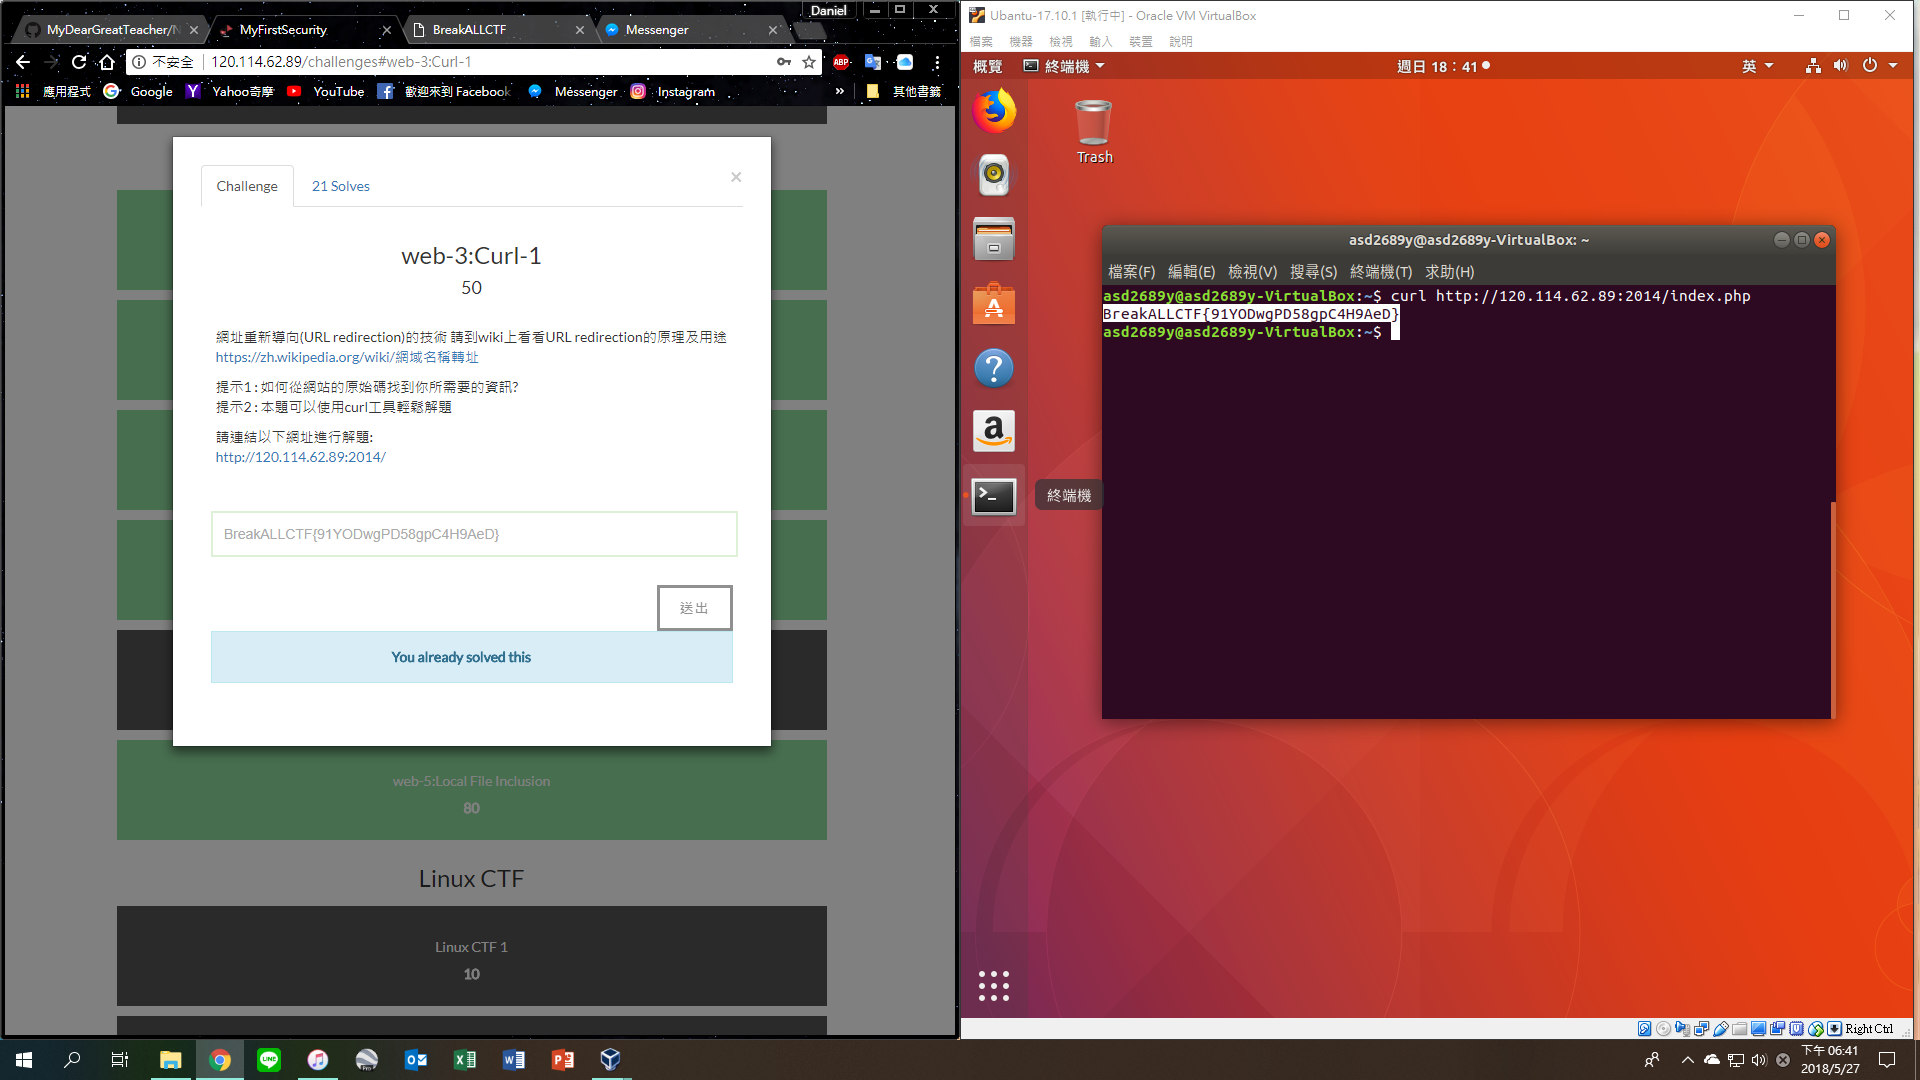 Daniel
MyDearGreatTeacher/N
MyFirstSecurity
BreakALLCTF
Messenger
不安全
120.114.62.89/challenges#web-3:Curl-1
ABP
應用程式
Google
Yahoo奇摩
YouTube
歡迎來到 Facebook
Messenger
Instagram
»
其他書籤
Challenge
21 Solves
×
web-3:Curl-1
50
網址重新導向(URL redirection)的技術 請到wiki上看看URL redirection的原理及用途
https://zh.wikipedia.org/wiki/網域名稱轉址
提示1 : 如何從網站的原始碼找到你所需要的資訊?
提示2 : 本題可以使用curl工具輕鬆解題
請連結以下網址進行解題:
http://120.114.62.89:2014/
BreakALLCTF{91YODwgPD58gpC4H9AeD}
送出
You already solved this
web-5:Local File Inclusion
80
Linux CTF
Linux CTF 1
10
Ubantu-17.10.1 [執行中] - Oracle VM VirtualBox
檔案 機器 檢視 輸入 裝置 說明
概覽
終端機
週日 18：41
英
Trash
asd2689y@asd2689y-VirtualBox: ~
檔案(F) 編輯(E) 檢視(V) 搜尋(S) 終端機(T) 求助(H)
asd2689y@asd2689y-VirtualBox:~$ curl http://120.114.62.89:2014/index.php
BreakALLCTF{91YODwgPD58gpC4H9AeD}
asd2689y@asd2689y-VirtualBox:~$
終端機
Right Ctrl
下午 06:41
2018/5/27